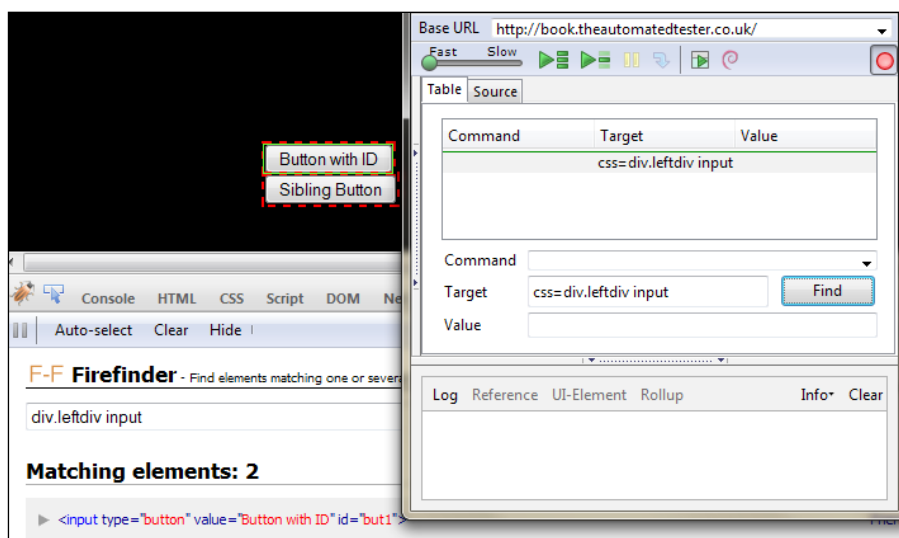 Base URL http://book.theautomatedtester.co.uk/
Fast Slow
Table Source
Command Target Value
css=div.leftdiv input
Button with ID
Sibling Button
Command
Target css=div.leftdiv input Find
Value
Console HTML CSS Script DOM Ne
Auto-select Clear Hide
F-F Firefinder - Find elements matching one or severa
div.leftdiv input
Matching elements: 2
<input type="button" value="Button with ID" id="but1">
Log Reference UI-Element Rollup Info Clear